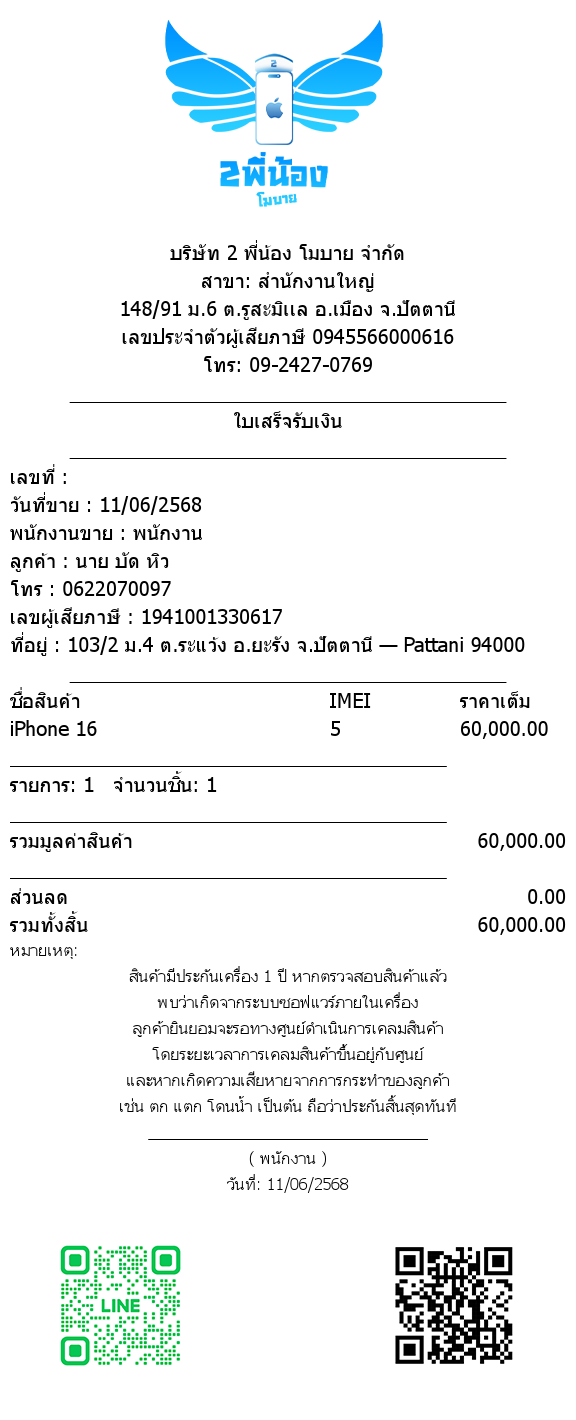 2
2พี่น้อง
โมบาย
บริษัท 2 พี่น้อง โมบาย จำกัด
สาขา: สำนักงานใหญ่
148/91 ม.6 ต.รูสะมิแล อ.เมือง จ.ปัตตานี
เลขประจำตัวผู้เสียภาษี 0945566000616
โทร: 09-2427-0769
ใบเสร็จรับเงิน
เลขที่ :
วันที่ขาย : 11/06/2568
พนักงานขาย : พนักงาน
ลูกค้า : นาย บัด หิว
โทร : 0622070097
เลขผู้เสียภาษี : 1941001330617
ที่อยู่ : 103/2 ม.4 ต.ระแว้ง อ.ยะรัง จ.ปัตตานี — Pattani 94000
ชื่อสินค้า IMEI ราคาเต็ม
iPhone 16 5 60,000.00
รายการ: 1 จำนวนชิ้น: 1
รวมมูลค่าสินค้า 60,000.00
ส่วนลด 0.00
รวมทั้งสิ้น 60,000.00
หมายเหตุ:
สินค้ามีประกันเครื่อง 1 ปี หากตรวจสอบสินค้าแล้ว
พบว่าเกิดจากระบบซอฟแวร์ภายในเครื่อง
ลูกค้ายินยอมจะรอทางศูนย์ดำเนินการเคลมสินค้า
โดยระยะเวลาการเคลมสินค้าขึ้นอยู่กับศูนย์
และหากเกิดความเสียหายจากการกระทำของลูกค้า
เช่น ตก แตก โดนน้ำ เป็นต้น ถือว่าประกันสิ้นสุดทันที
( พนักงาน )
วันที่: 11/06/2568
LINE